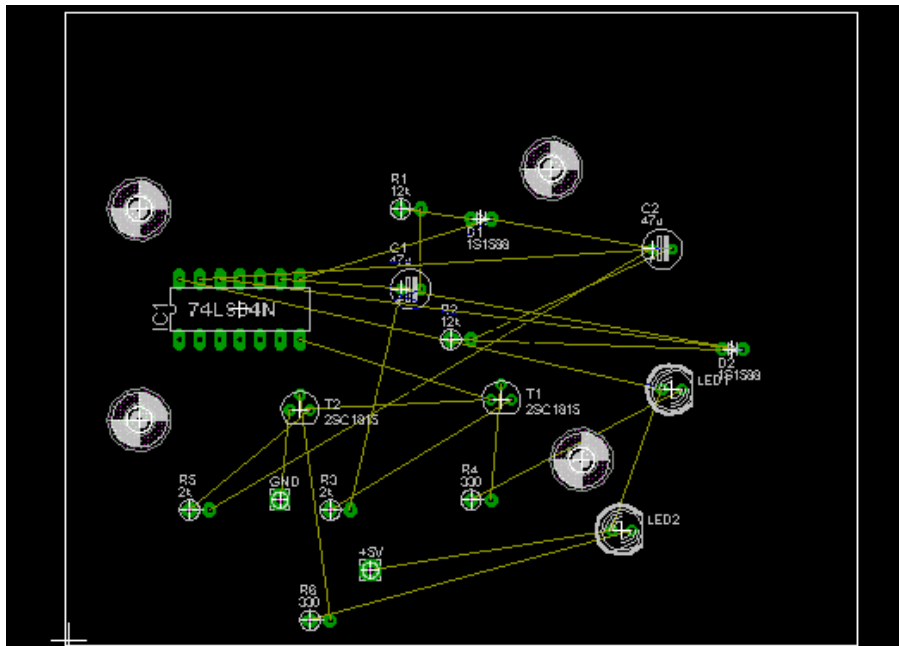 R1
12k
C2
47u
D1
1S1588
C1
47u
IC1
74LS04N
R2
12k
D2
1S1588
LED1
T2
2SC1815
T1
2SC1815
R5
2k
GND
R3
2k
R4
330
LED2
+5V
R6
330